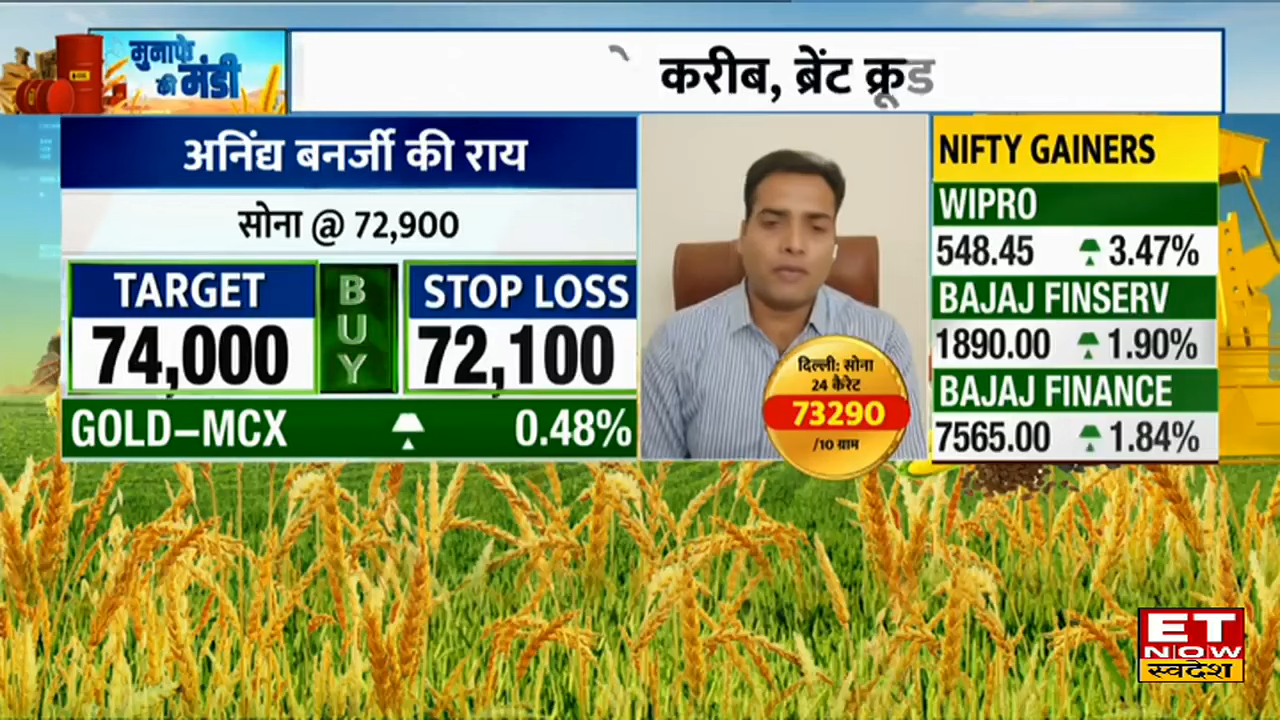 मुनाफे
की मंडी
करीब, ब्रेंट क्रूड
अनिंद्य बनर्जी की राय
सोना @ 72,900
TARGET
74,000
BUY
STOP LOSS
72,100
GOLD–MCX 0.48%
दिल्ली: सोना
24 कैरेट
73290
/10 ग्राम
NIFTY GAINERS
WIPRO
548.45 3.47%
BAJAJ FINSERV
1890.00 1.90%
BAJAJ FINANCE
7565.00 1.84%
ET
NOW
स्वदेश